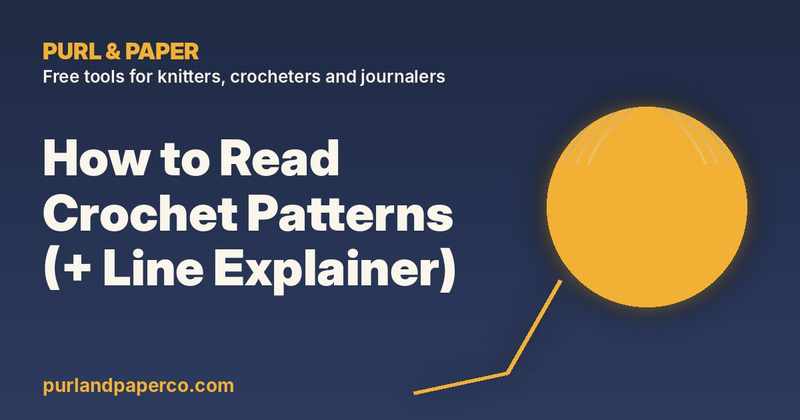 PURL & PAPER
Free tools for knitters, crocheters and journalers
How to Read
Crochet Patterns
(+ Line Explainer)
purlandpaperco.com